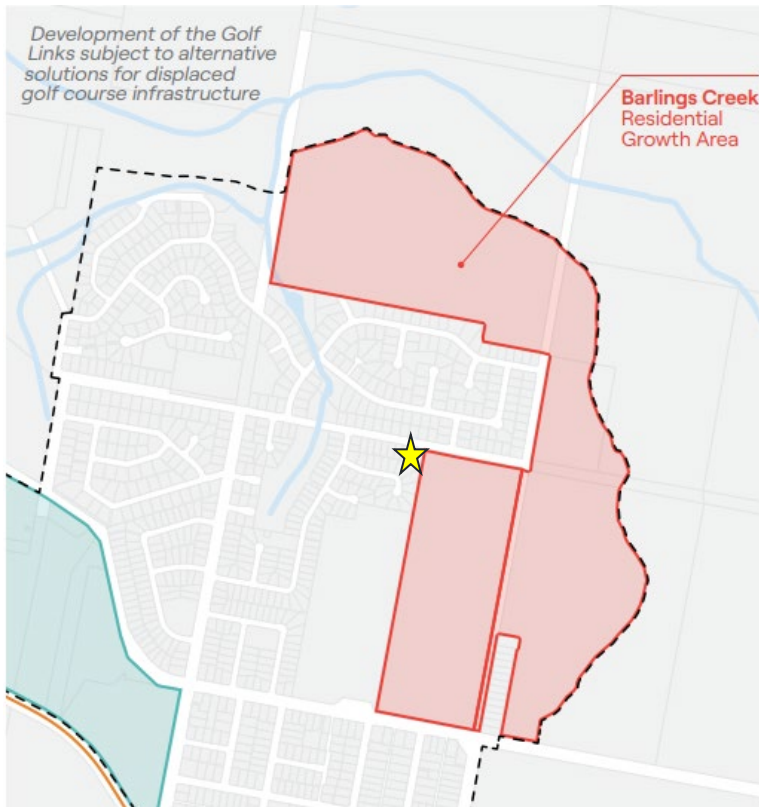 Development of the Golf
Links subject to alternative
solutions for displaced
golf course infrastructure
Barlings Creek
Residential
Growth Area